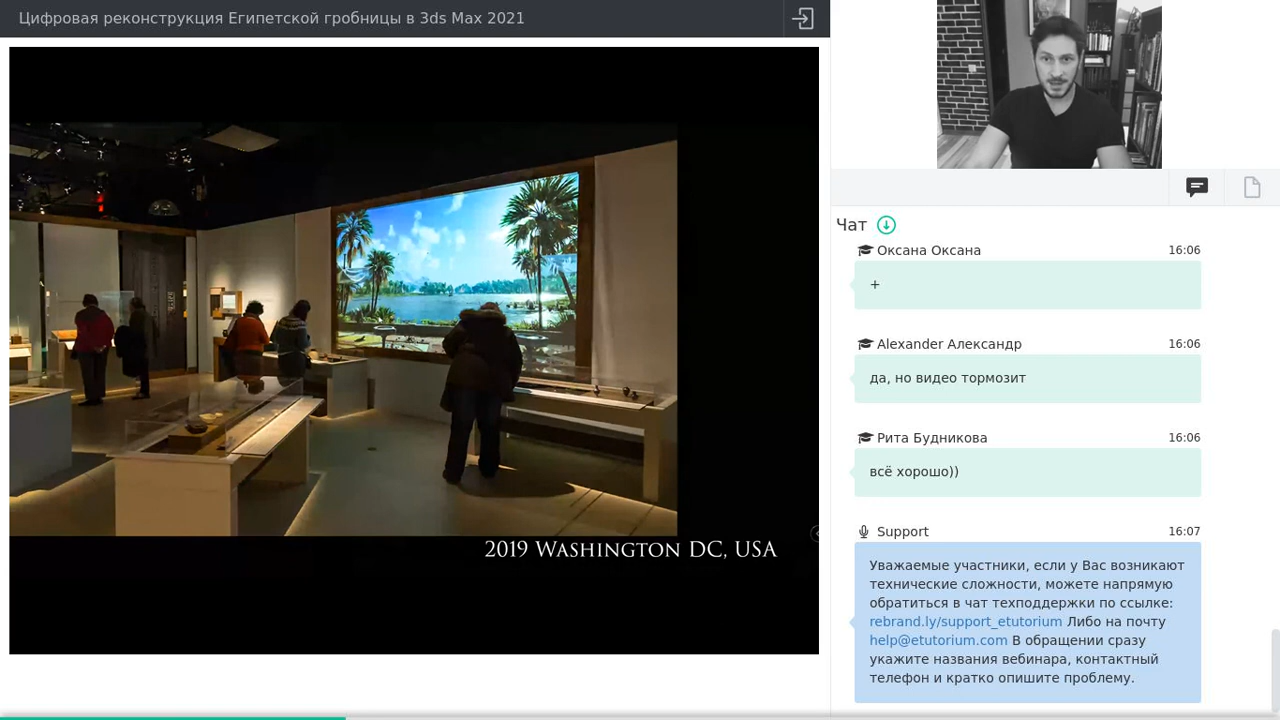 Цифровая реконструкция Египетской гробницы в 3ds Max 2021
2019 Washington DC, USA
Чат
Оксана Оксана 16:06
+
Alexander Александр 16:06
да, но видео тормозит
Рита Будникова 16:06
всё хорошо))
Support 16:07
Уважаемые участники, если у Вас возникают
технические сложности, можете напрямую
обратиться в чат техподдержки по ссылке:
rebrand.ly/support_etutorium Либо на почту
help@etutorium.com В обращении сразу
укажите названия вебинара, контактный
телефон и кратко опишите проблему.